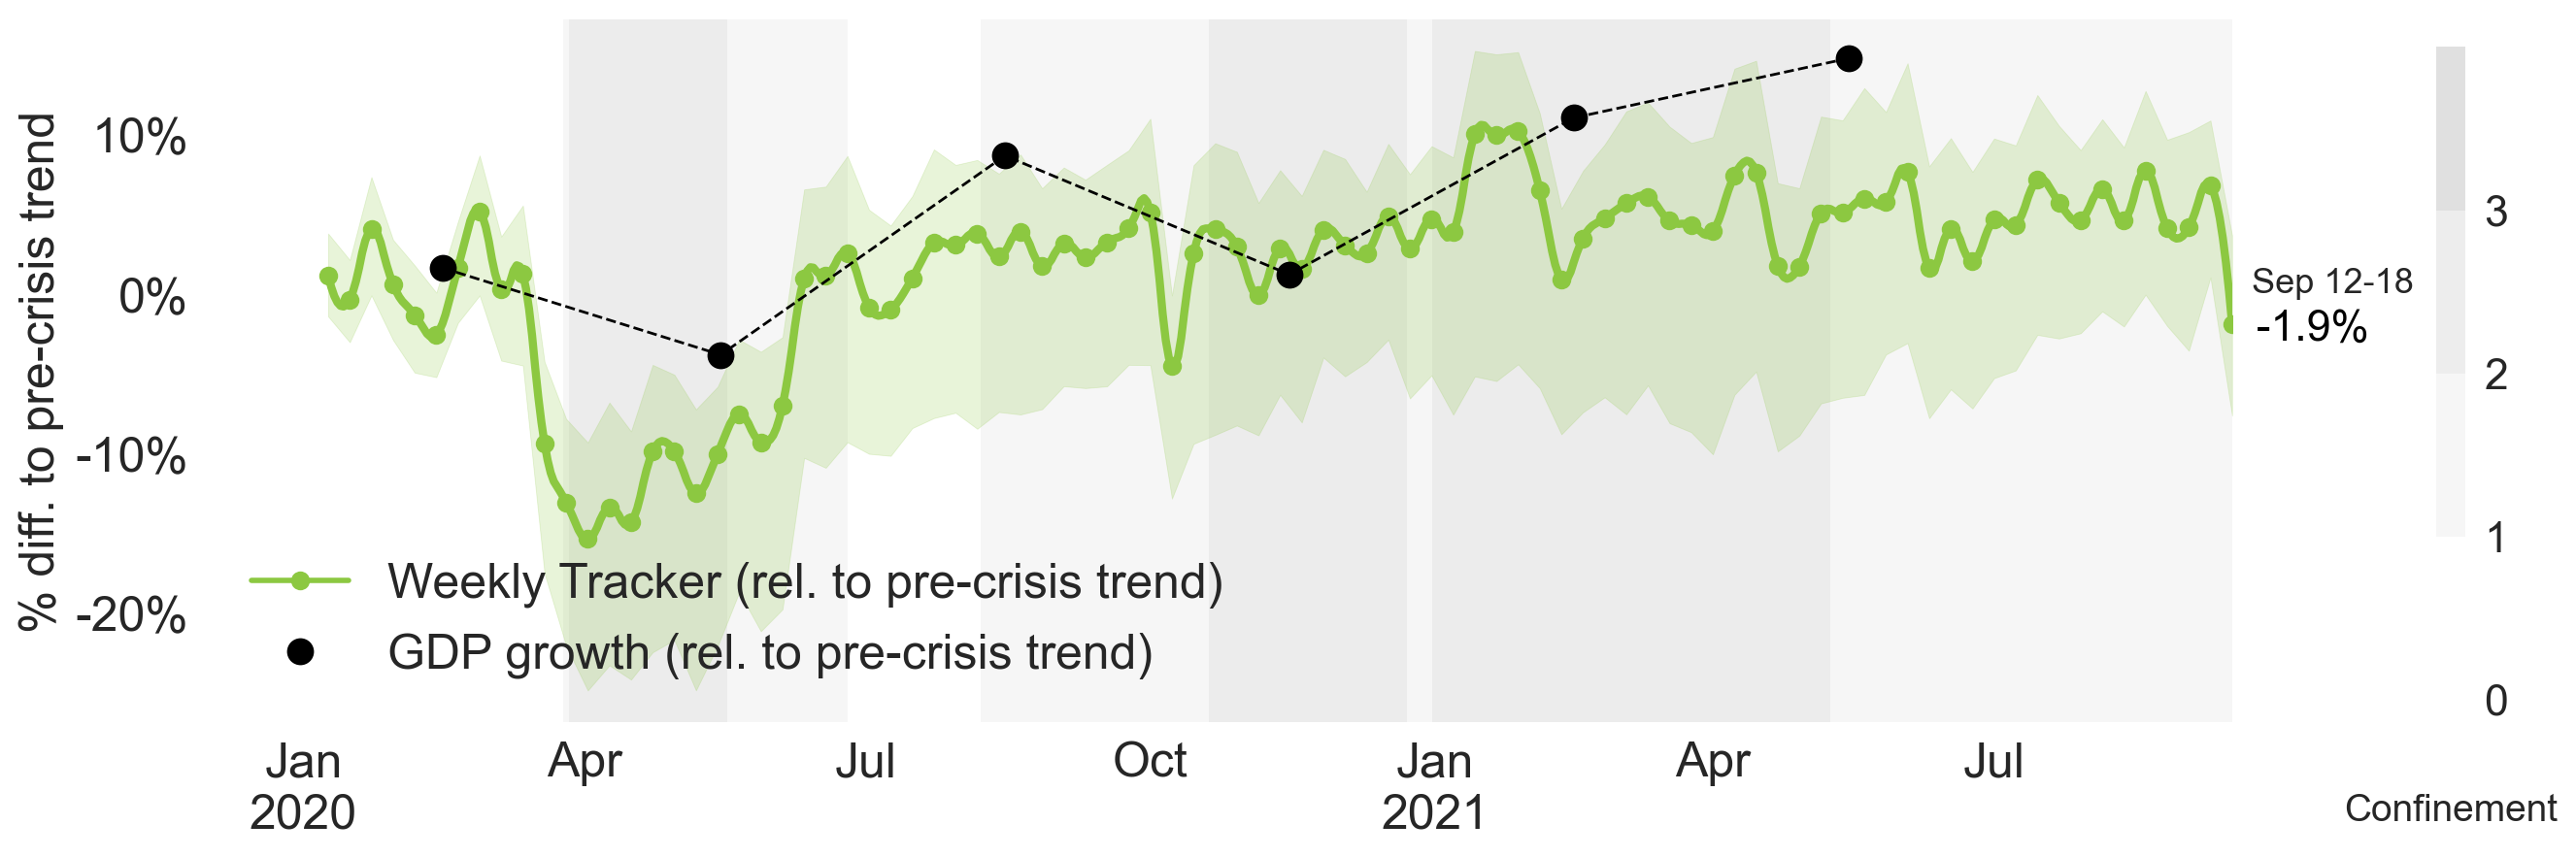 % diff. to pre-crisis trend
10%
0%
-10%
-20%
Weekly Tracker (rel. to pre-crisis trend)
GDP growth (rel. to pre-crisis trend)
Sep 12-18
-1.9%
3
2
1
0
Jan Apr Jul Oct Jan Apr Jul
2020 2021
Confinement